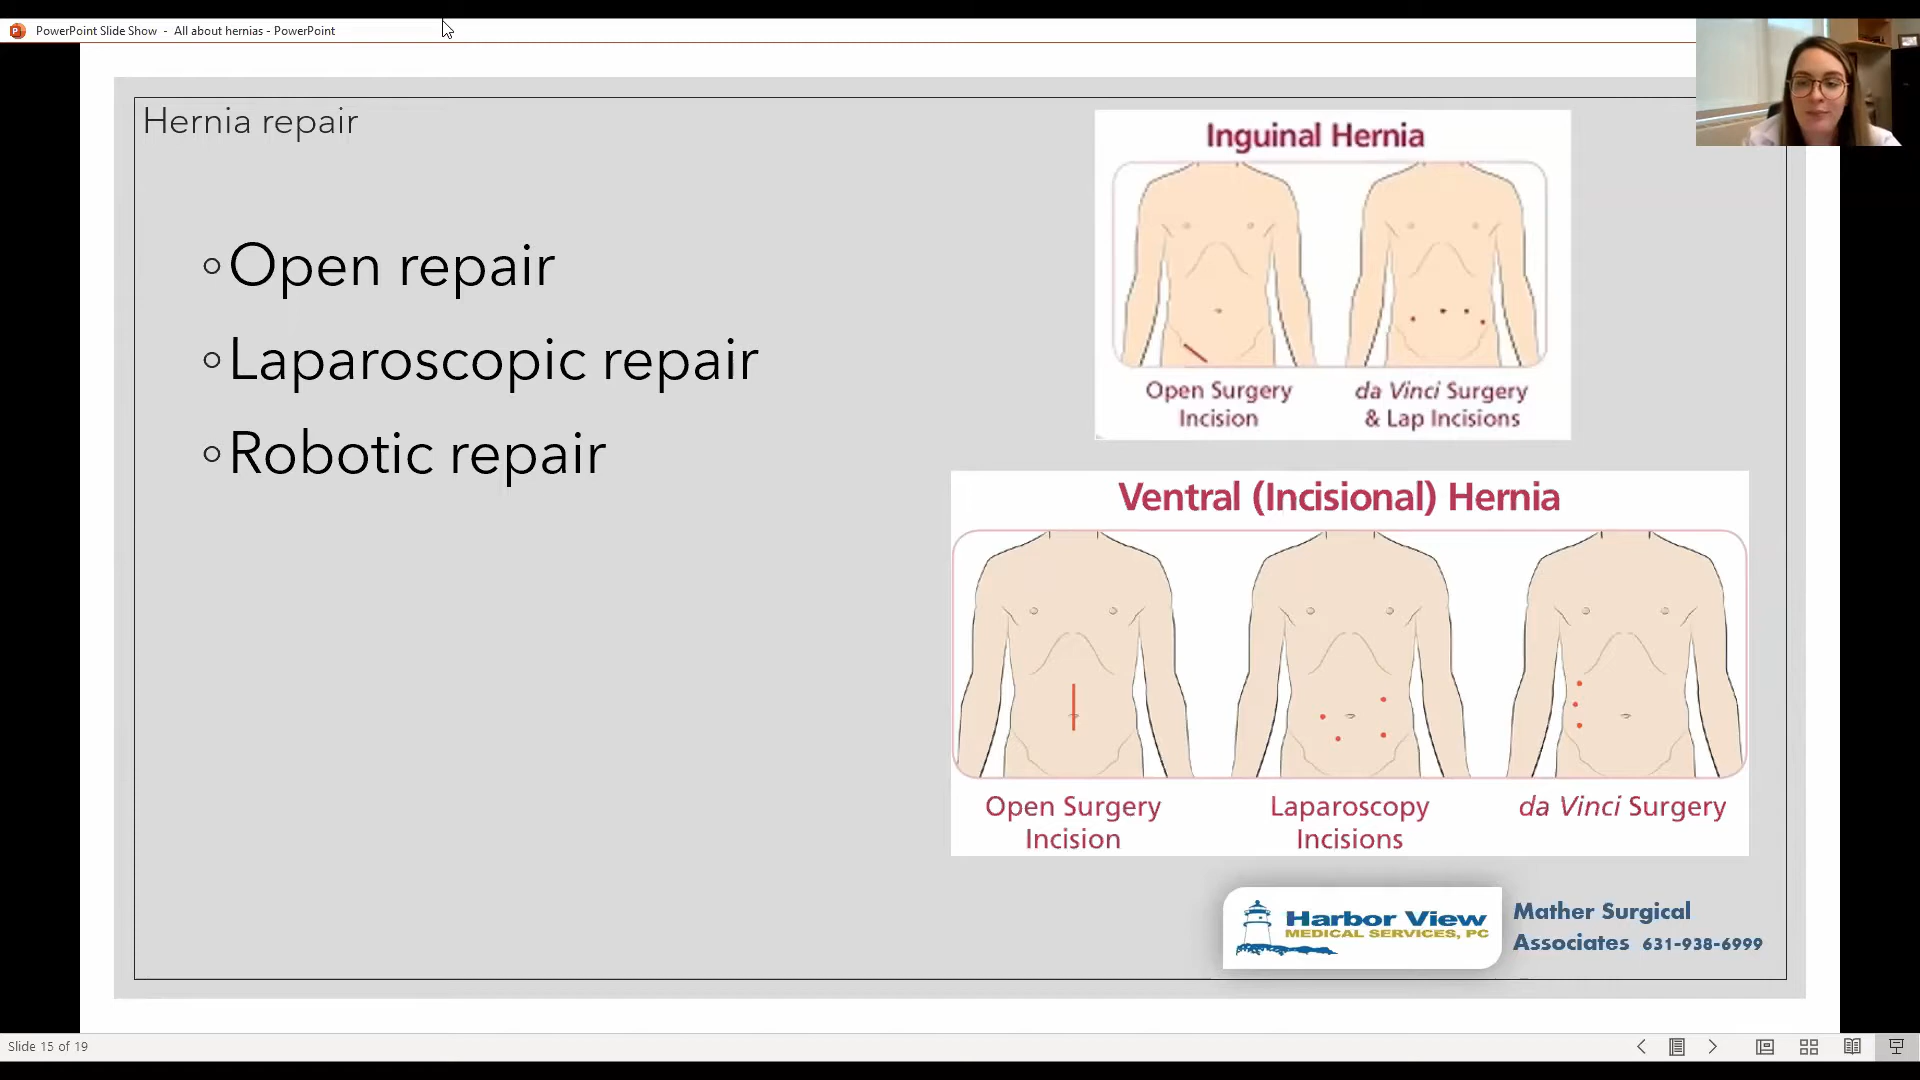 PowerPoint Slide Show - All about hernias - PowerPoint
Hernia repair
Open repair
Laparoscopic repair
Robotic repair
Inguinal Hernia
Open Surgery
Incision
da Vinci Surgery
& Lap Incisions
Ventral (Incisional) Hernia
Open Surgery
Incision
Laparoscopy
Incisions
da Vinci Surgery
Harbor View
MEDICAL SERVICES, PC
Mather Surgical
Associates 631-938-6999
Slide 15 of 19